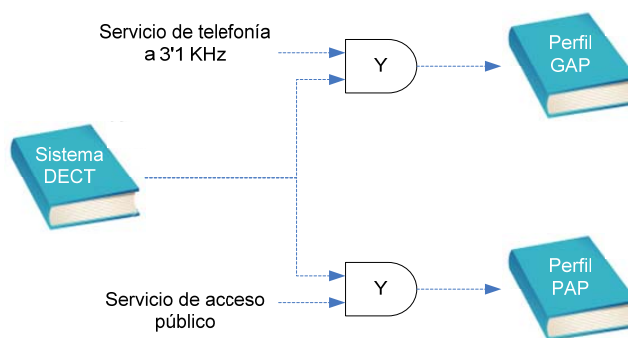 Servicio de telefonía
a 3'1 KHz
Y
Perfil
GAP
Sistema
DECT
Servicio de acceso
público
Y
Perfil
PAP